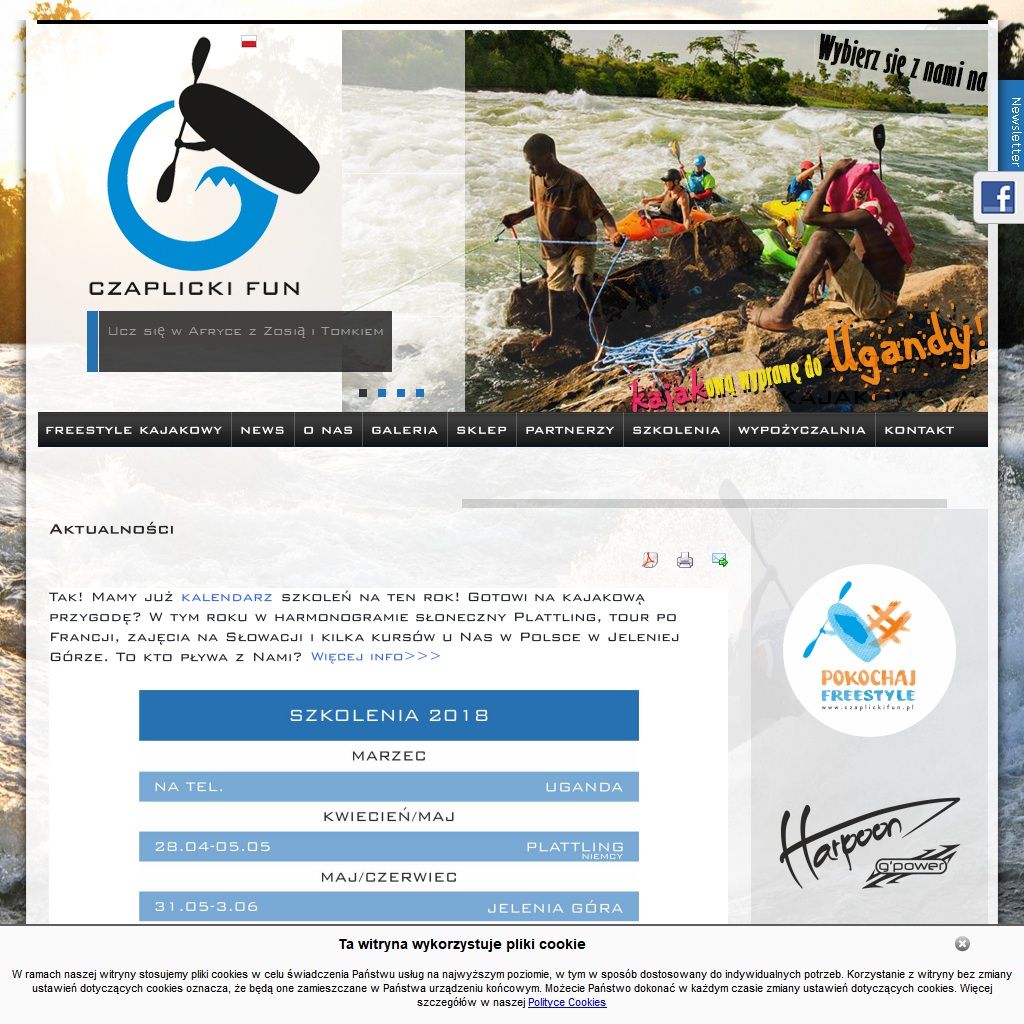 Wybierz się z nami na
Newsletter
CZAPLICKI FUN
Ucz się w Afryce z Zosią i Tomkiem
kajakową wyprawę do Ugandy!
FREESTYLE KAJAKOWY NEWS O NAS GALERIA SKLEP PARTNERZY SZKOLENIA WYPOŻYCZALNIA KONTAKT
Aktualności
Tak! Mamy już kalendarz szkoleń na ten rok! Gotowi na kajakową
przygodę? W tym roku w harmonogramie słoneczny Plattling, tour po
Francji, zajęcia na Słowacji i kilka kursów u Nas w Polsce w Jeleniej
Górze. To kto pływa z Nami? Więcej info>>>
SZKOLENIA 2018
MARZEC
NA TEL. UGANDA
KWIECIEŃ/MAJ
28.04-05.05 PLATTLING
NIEMCY
MAJ/CZERWIEC
31.05-3.06 JELENIA GÓRA
POKOCHAJ
FREESTYLE
www.czaplickifun.pl
Harpoon
g'power
Ta witryna wykorzystuje pliki cookie
W ramach naszej witryny stosujemy pliki cookies w celu świadczenia Państwu usług na najwyższym poziomie, w tym w sposób dostosowany do indywidualnych potrzeb. Korzystanie z witryny bez zmiany
ustawień dotyczących cookies oznacza, że będą one zamieszczane w Państwa urządzeniu końcowym. Możecie Państwo dokonać w każdym czasie zmiany ustawień dotyczących cookies. Więcej
szczegółów w naszej Polityce Cookies